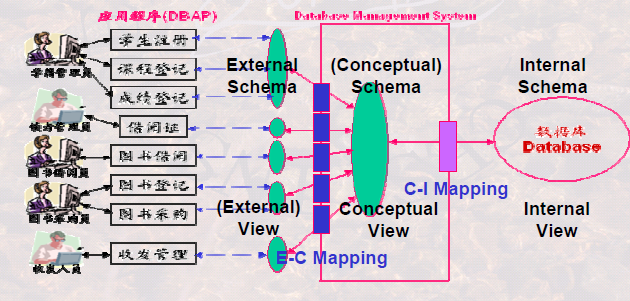 应用程序(DBAP)
Database Management System
学生注册
课程登记
学籍管理员
成绩登记
借阅证
借书管理员
图书借阅
图书借阅员
图书登记
图书采购
图书采购员
收发管理
收发人员
External
Schema
(Conceptual)
Schema
Internal
Schema
数据库
Database
C-I Mapping
(External)
View
Conceptual
View
Internal
View
E-C Mapping